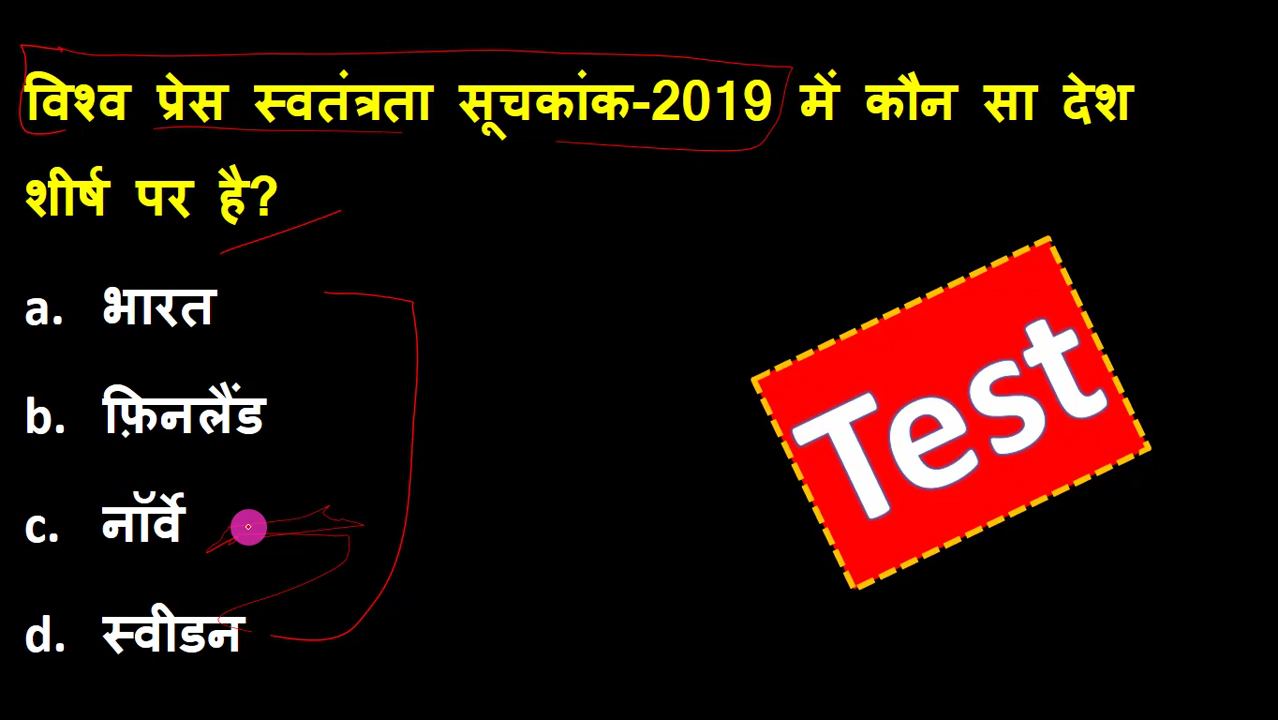 विश्व प्रेस स्वतंत्रता सूचकांक-2019 में कौन सा देश
शीर्ष पर है?
a. भारत
b. फ़िनलैंड
c. नॉर्वे
d. स्वीडन
Test